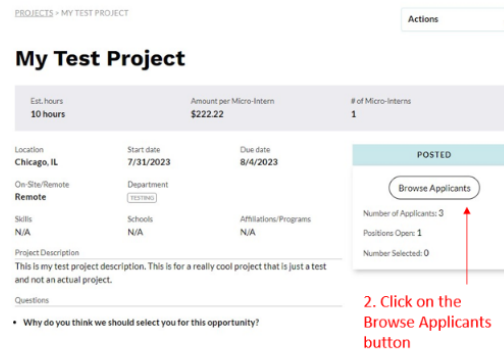 PROJECTS > MY TEST PROJECT
Actions
My Test Project
Est. hours
10 hours
Amount per Micro-Intern
$222.22
# of Micro-Interns
1
Location
Chicago, IL
Start date
7/31/2023
Due date
8/4/2023
On-Site/Remote
Remote
Department
TESTING
Skills
N/A
Schools
N/A
Affiliations/Programs
N/A
Project Description
This is my test project description. This is for a really cool project that is just a test
and not an actual project.
Questions
• Why do you think we should select you for this opportunity?
POSTED
Browse Applicants
Number of Applicants: 3
Positions Open: 1
Number Selected: 0
2. Click on the
Browse Applicants
button